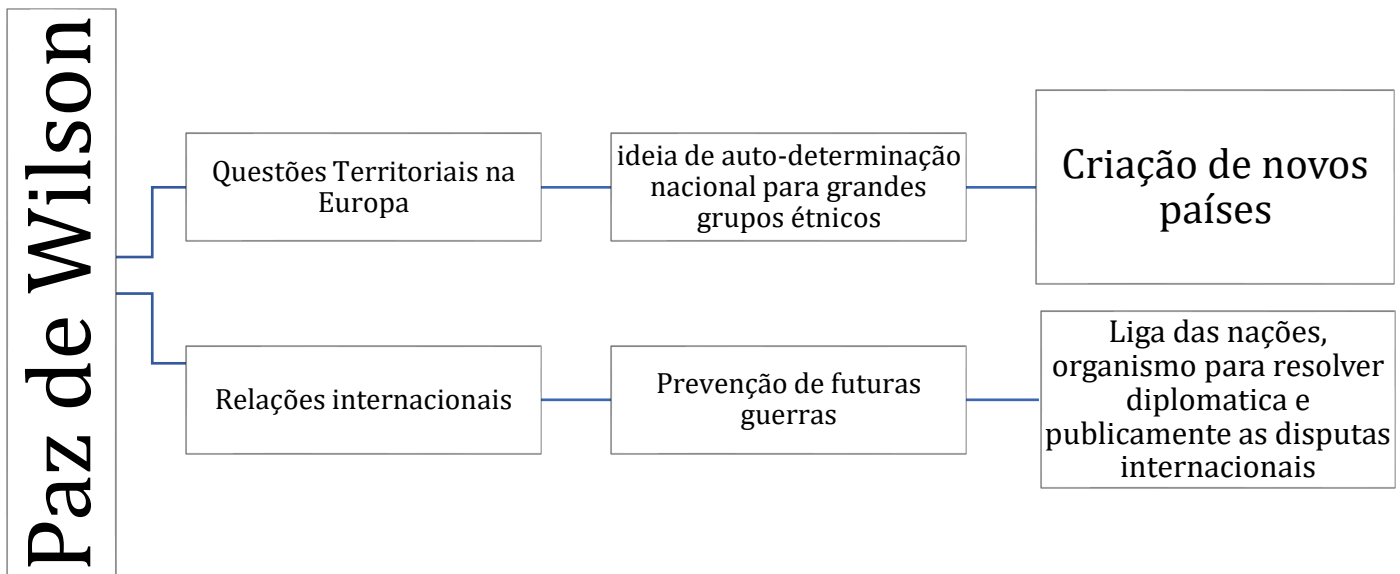 Paz de Wilson
Questões Territoriais na
Europa
ideia de auto-determinação
nacional para grandes
grupos étnicos
Criação de novos
países
Relações internacionais
Prevenção de futuras
guerras
Liga das nações,
organismo para resolver
diplomatica e
publicamente as disputas
internacionais